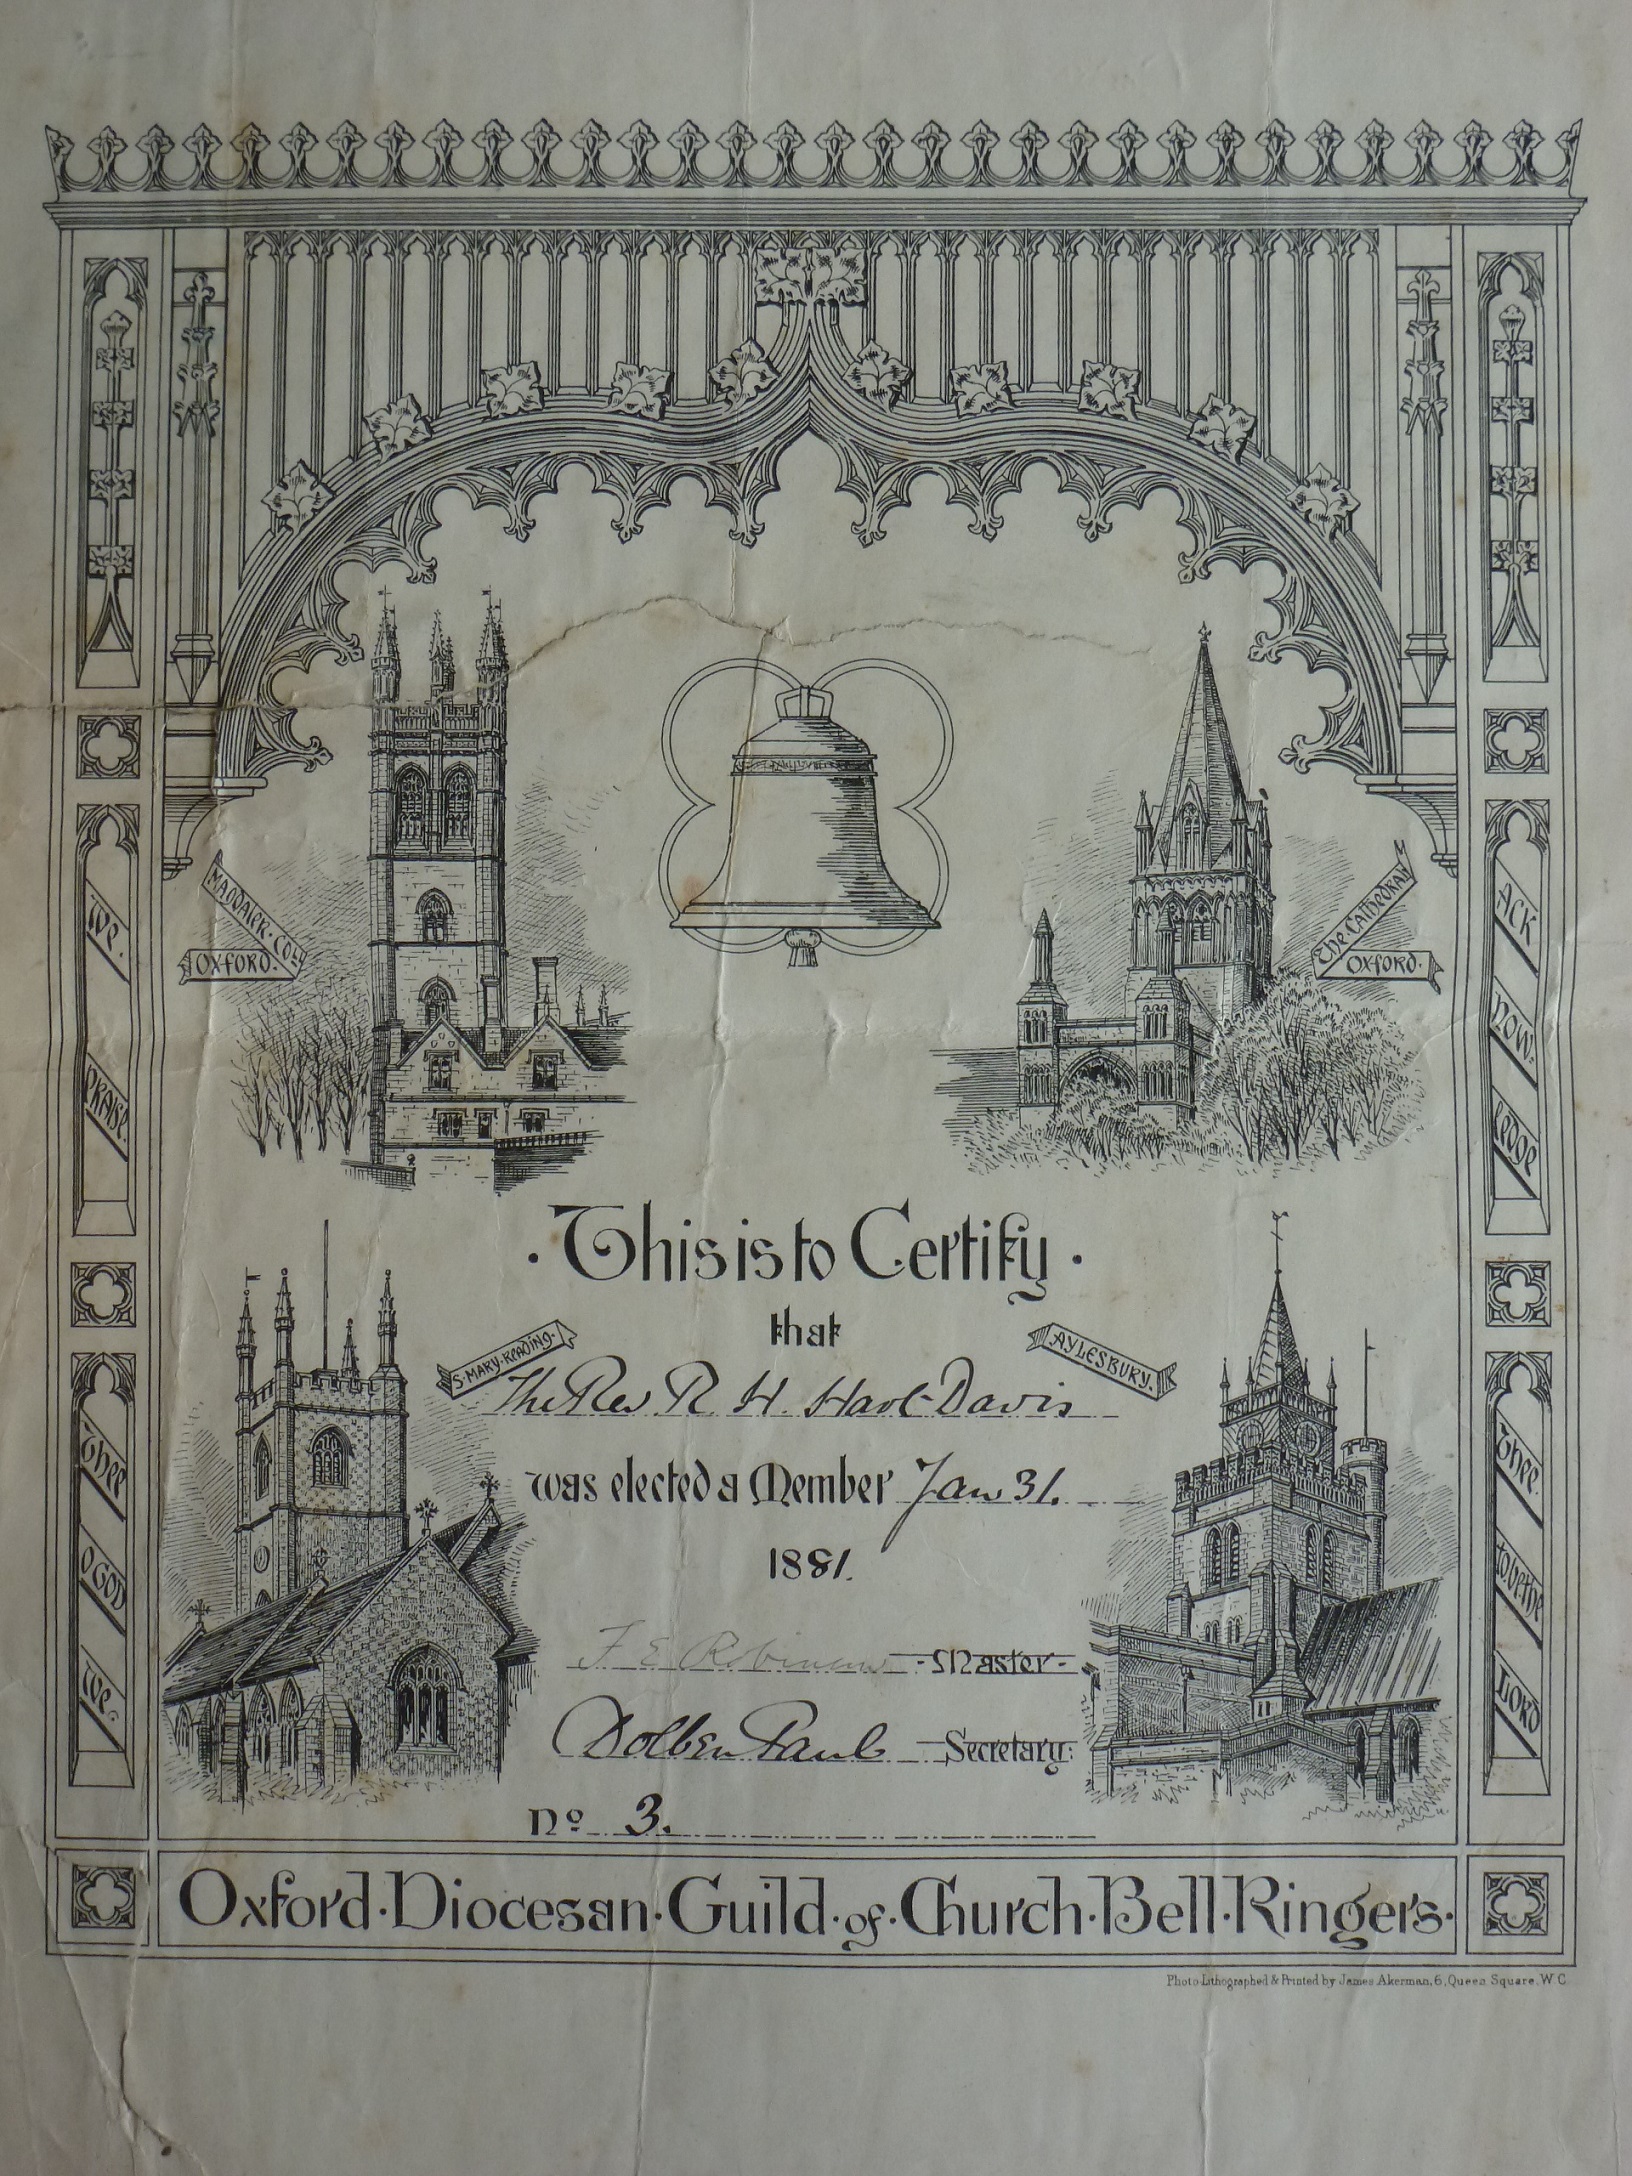 MAGDALEN · COLL
OXFORD ·
The Cathedral
OXFORD ·
WE ·
PRAISE
THEE
O GOD
WE ·
ACK
NOW ·
LEDGE
THEE ·
to be the
LORD
· This is to Certify ·
that
S · MARY · READING ·
AYLESBURY ·
The Rev R. H. Hart-Davis
was elected a Member Jan 31.
1881.
F E Robinson - Master -
Dolben Paul Secretary:
No. 3.
Oxford · Diocesan · Guild · of · Church · Bell · Ringers ·
Photo-Lithographed & Printed by James Akerman, 6, Queen Square, W C